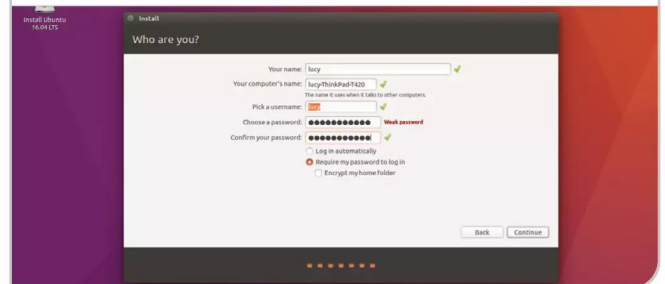 Install Ubuntu
16.04 LTS
Install
Who are you?
Your name: lucy
Your computer's name: lucy-ThinkPad-T420
The name it uses when it talks to other computers.
Pick a username: lucy
Choose a password: ●●●●●●●●●●● Weak password
Confirm your password: ●●●●●●●●●●●
Log in automatically
Require my password to log in
Encrypt my home folder
Back Continue